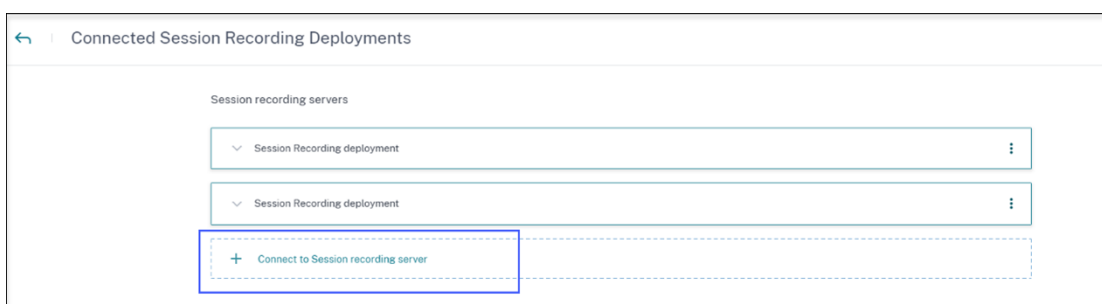 Connected Session Recording Deployments
Session recording servers
Session Recording deployment
Session Recording deployment
+ Connect to Session recording server